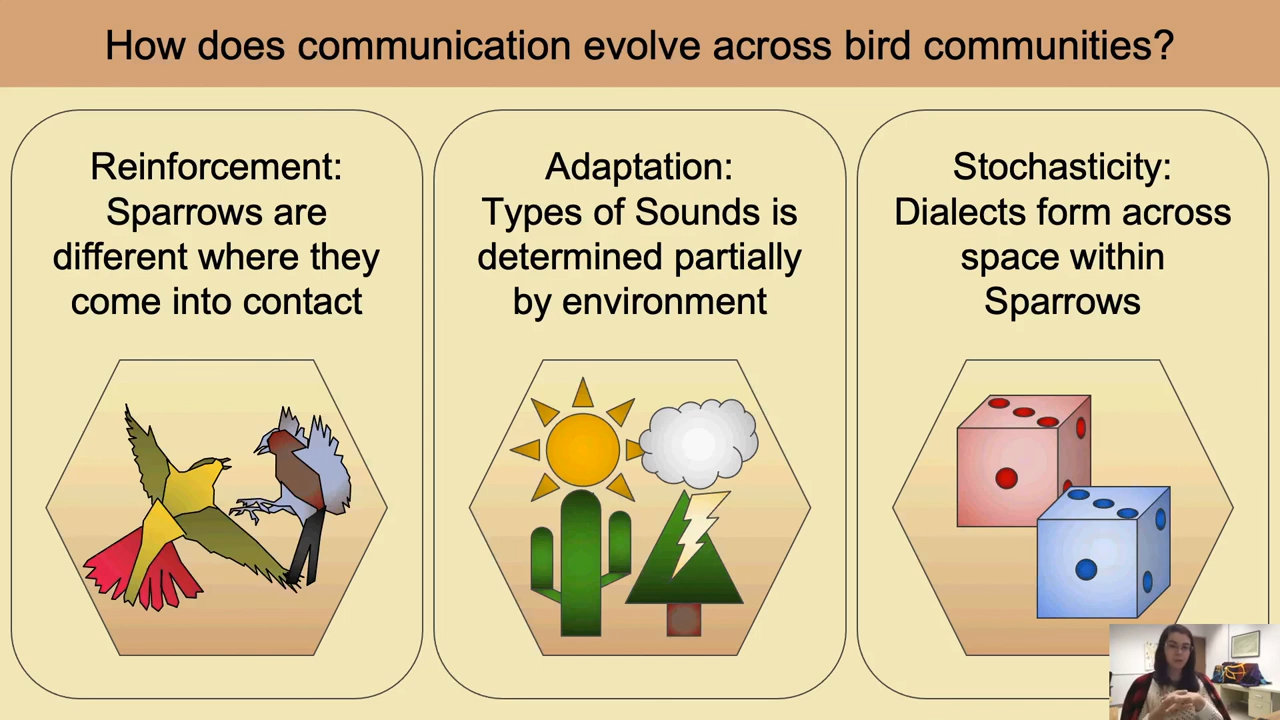 How does communication evolve across bird communities?
Reinforcement:
Sparrows are
different where they
come into contact
Adaptation:
Types of Sounds is
determined partially
by environment
Stochasticity:
Dialects form across
space within
Sparrows